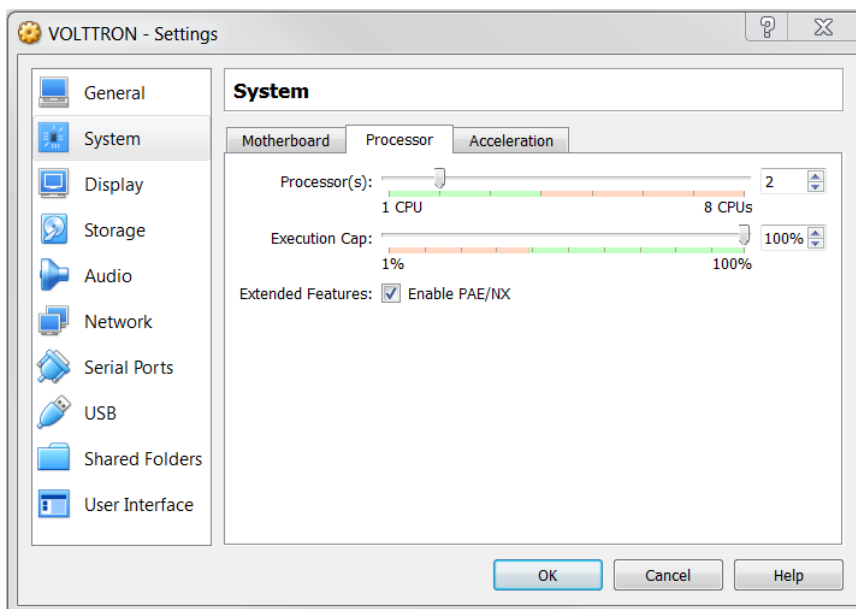 VOLTTRON - Settings
General
System
Display
Storage
Audio
Network
Serial Ports
USB
Shared Folders
User Interface
System
Motherboard Processor Acceleration
Processor(s): 2
1 CPU 8 CPUs
Execution Cap: 100%
1% 100%
Extended Features: Enable PAE/NX
OK Cancel Help